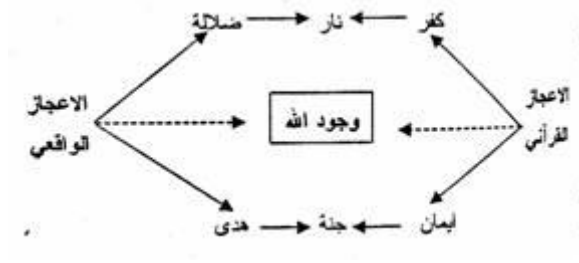 كفر
نار
ضلالة
الاعجاز
القرآني
وجود الله
الاعجاز
الواقعي
ايمان
جنة
هدى